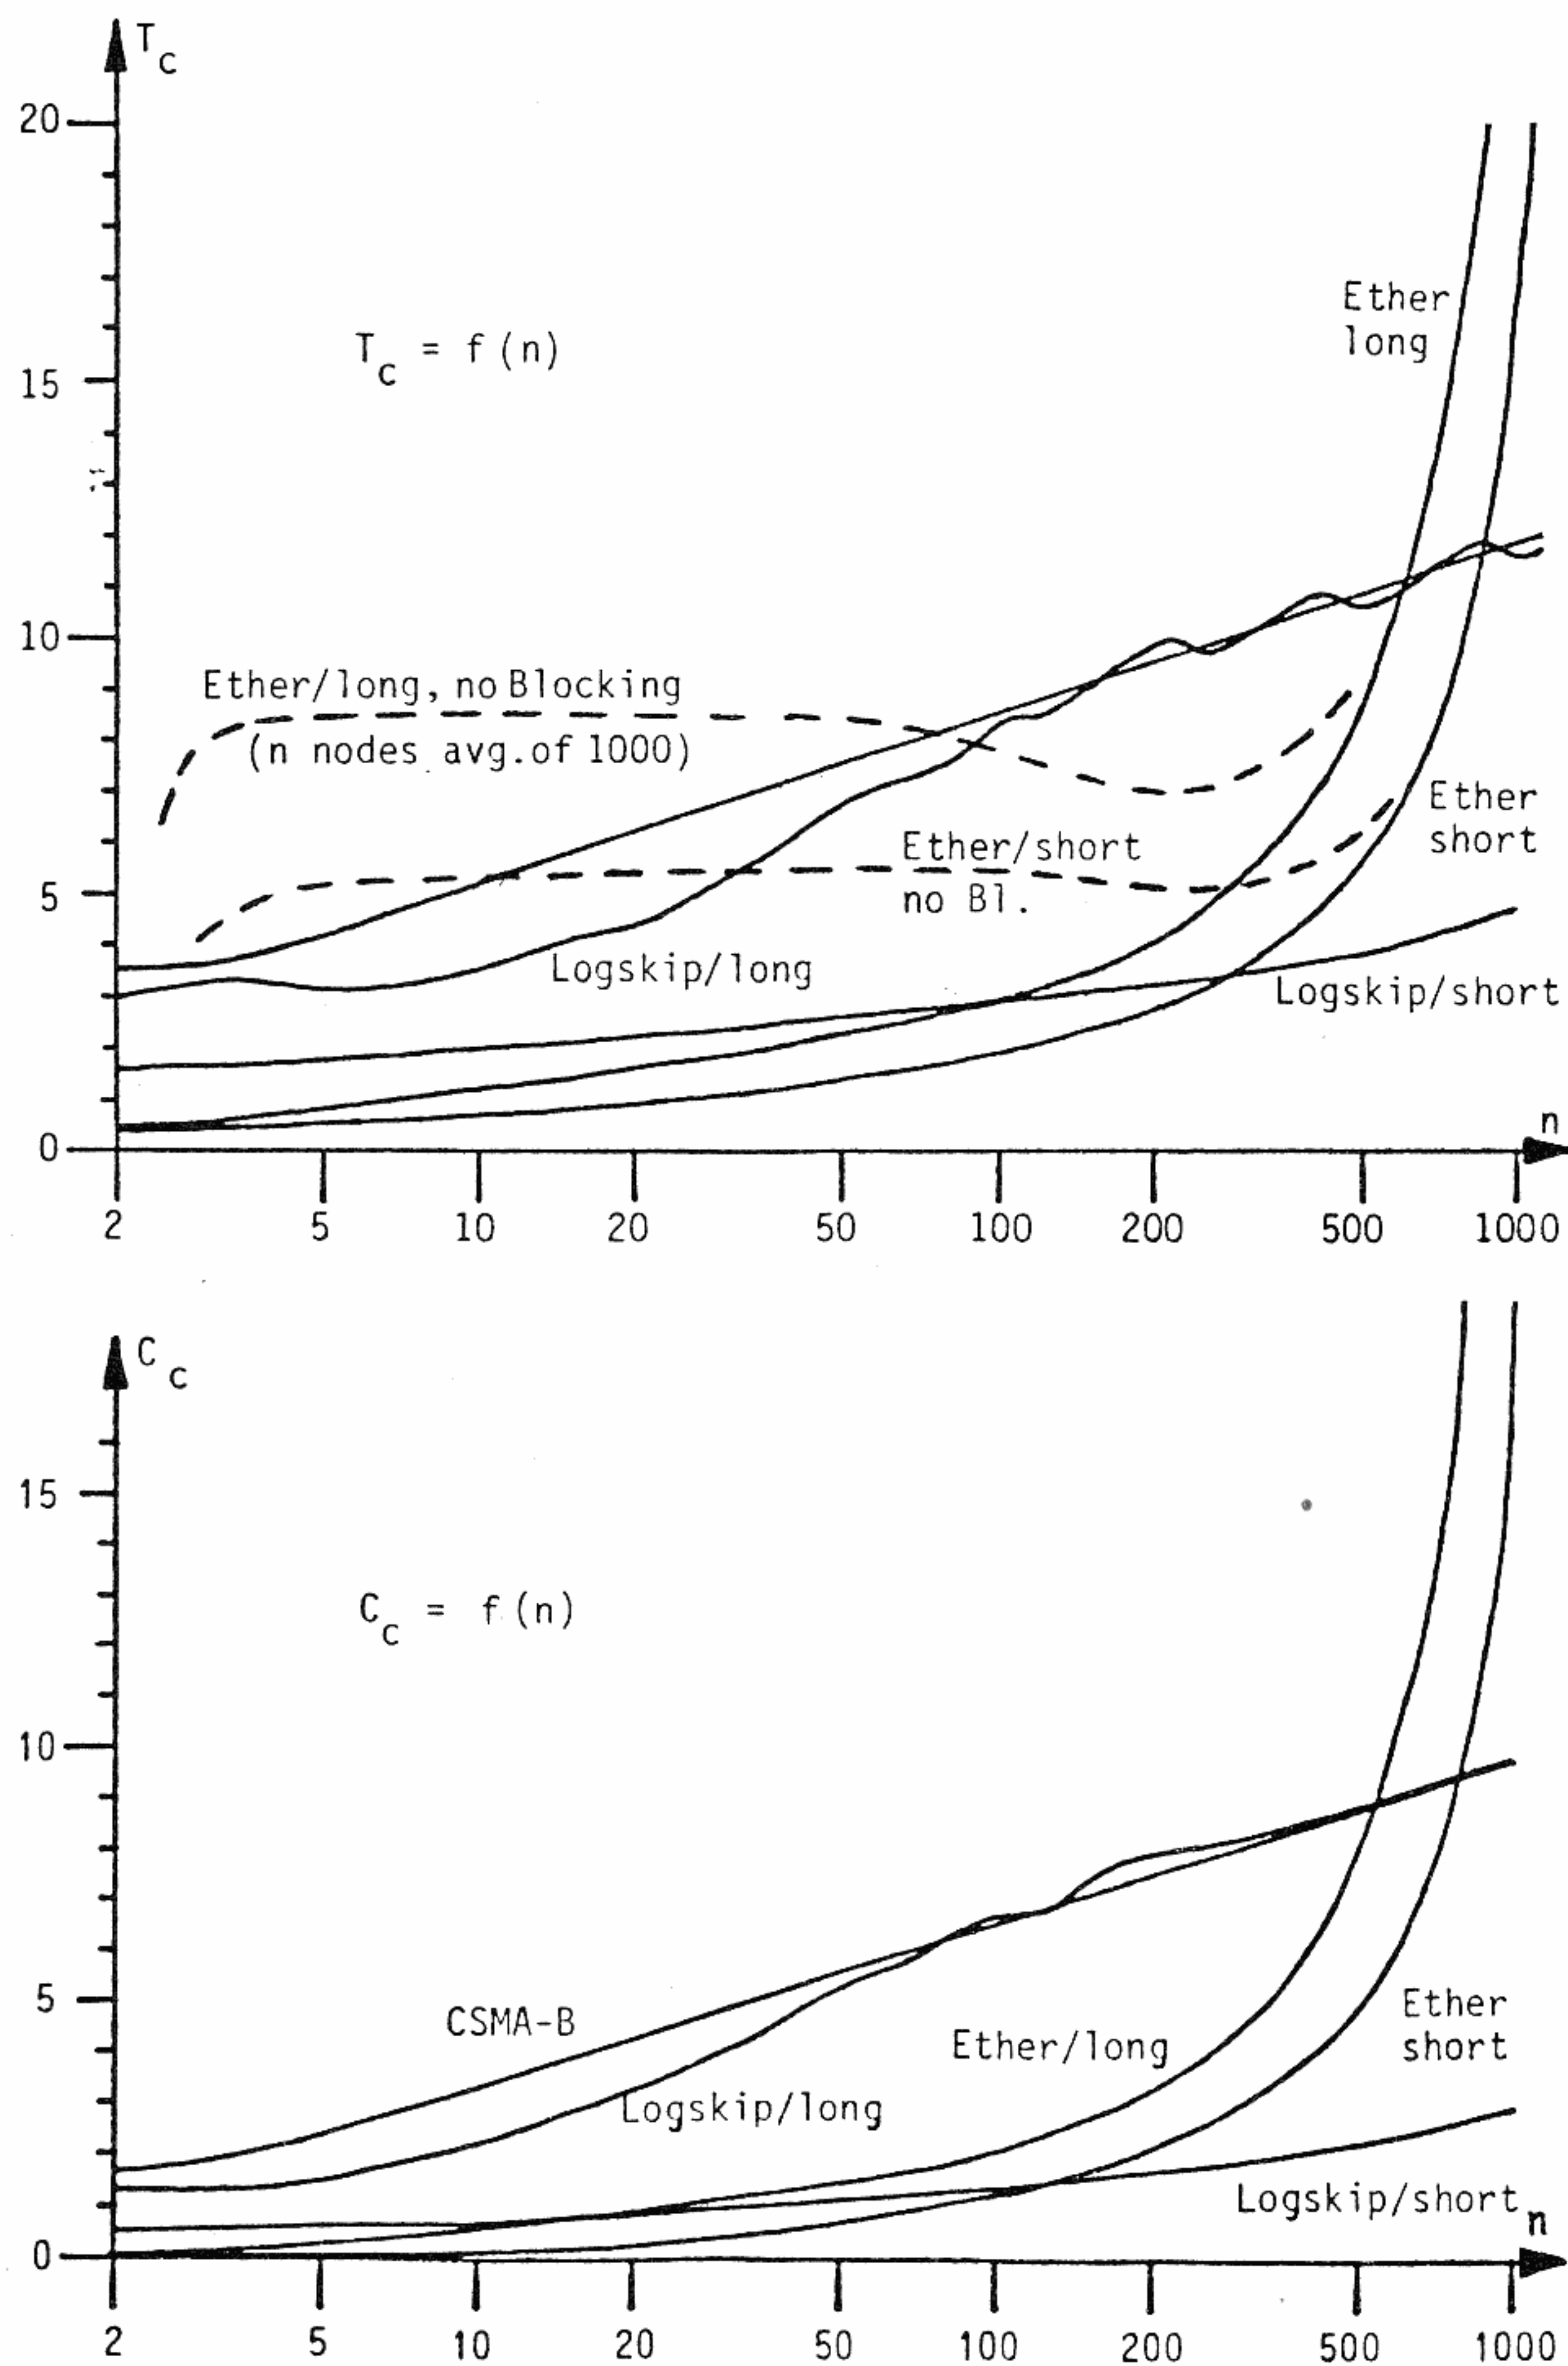 T c
20
Ether
long
T c = f (n)
15
10
Ether/long, no Blocking
(n nodes avg. of 1000)
Ether
short
Ether/short
no Bl.
5
Logskip/long
Logskip/short
n
0
2 5 10 20 50 100 200 500 1000
C c
15
C c = f (n)
10
5
Ether
short
CSMA-B
Ether/long
Logskip/long
Logskip/short
n
0
2 5 10 20 50 100 200 500 1000